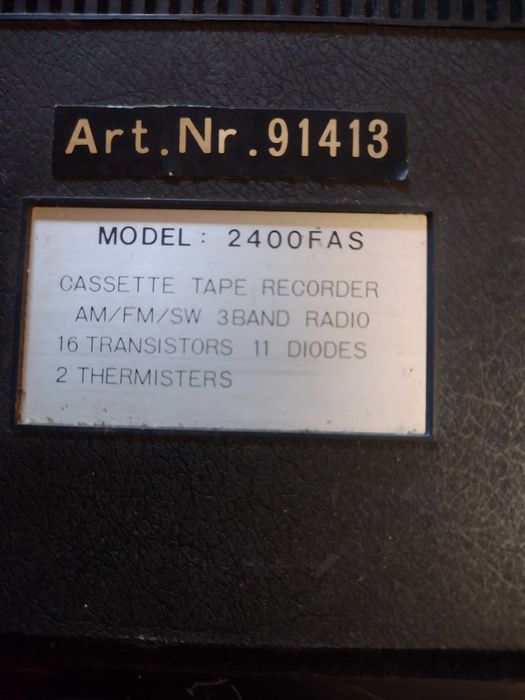 Art.Nr.91413
MODEL: 2400FAS
CASSETTE TAPE RECORDER
AM/FM/SW 3BAND RADIO
16 TRANSISTORS 11 DIODES
2 THERMISTERS